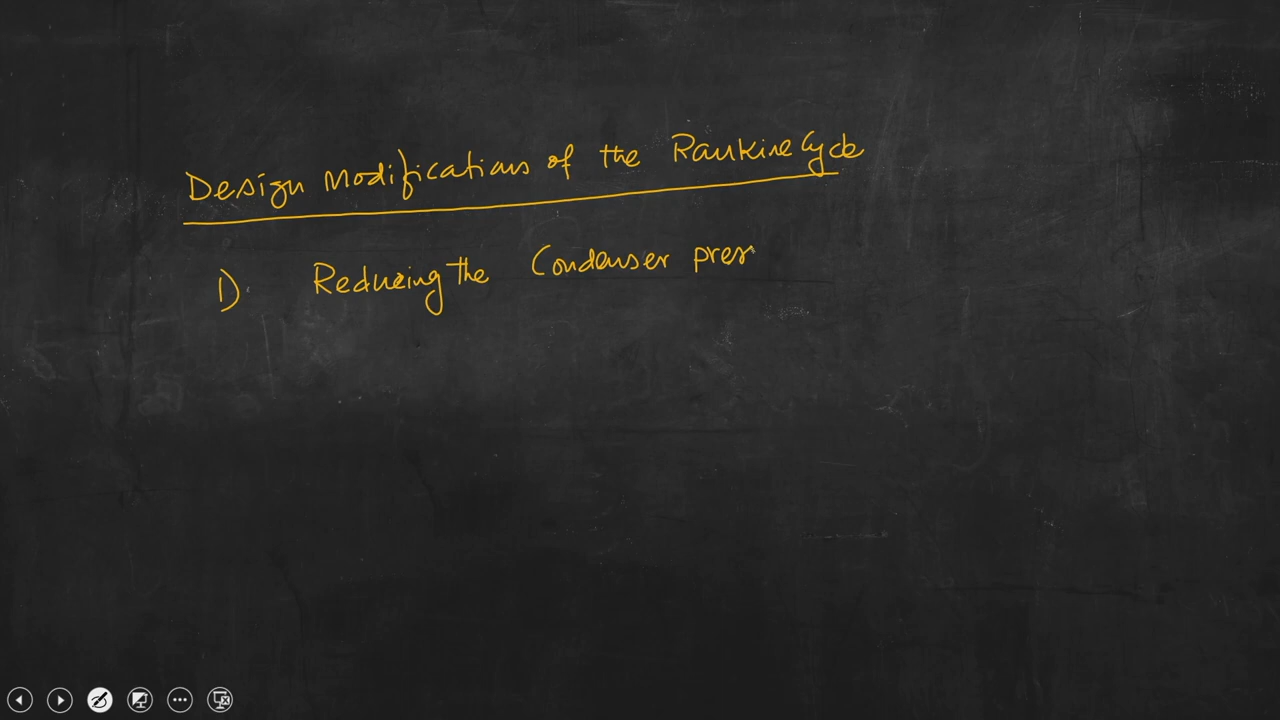 Design Modifications of the Rankine Cycle
1) Reducing the Condenser pres